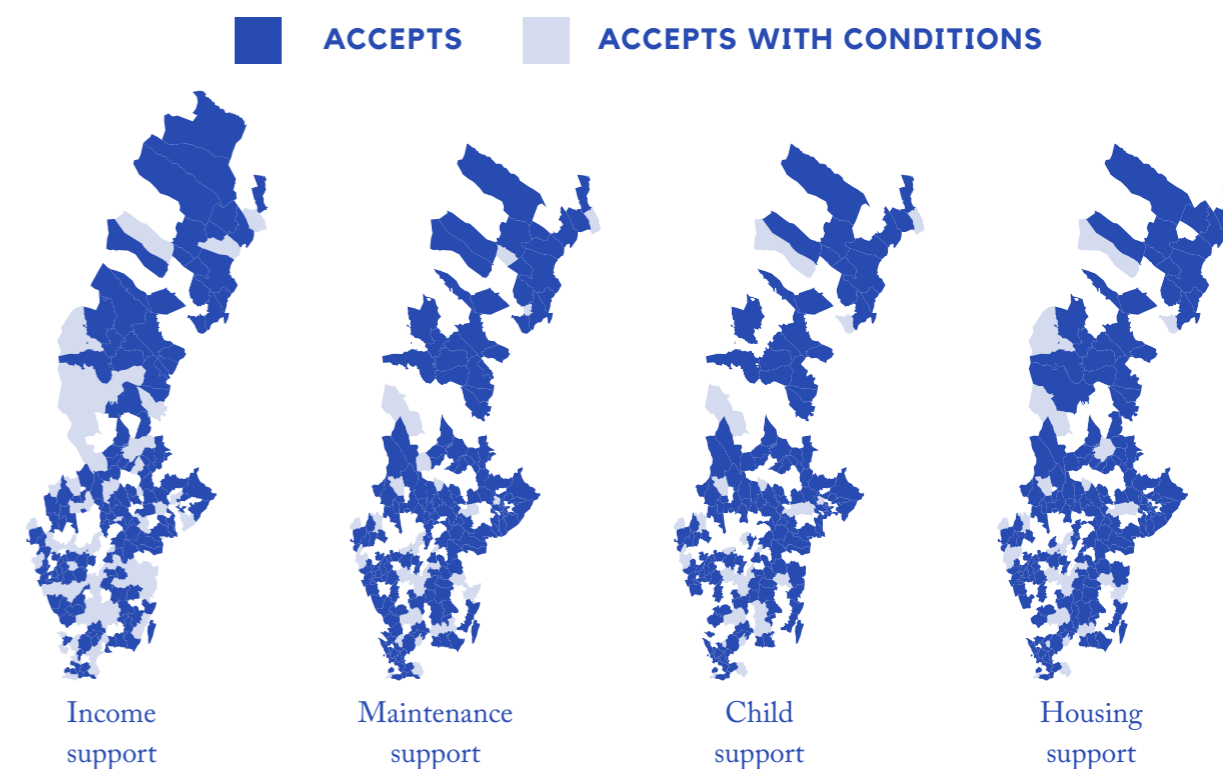 ACCEPTS
ACCEPTS WITH CONDITIONS
Income
support
Maintenance
support
Child
support
Housing
support